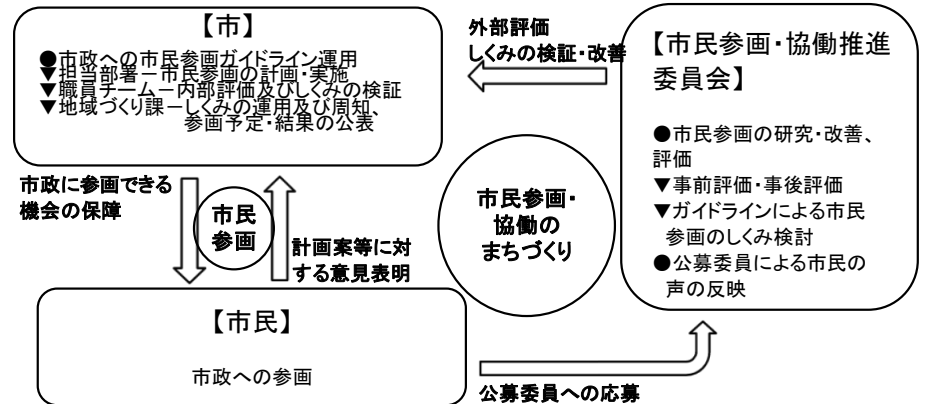 【市】
●市政への市民参画ガイドライン運用
▼担当部署－市民参画の計画・実施
▼職員チーム－内部評価及びしくみの検証
▼地域づくり課－しくみの運用及び周知、
参画予定・結果の公表
外部評価
しくみの検証・改善
【市民参画・協働推進
委員会】
●市民参画の研究・改善、
評価
▼事前評価・事後評価
▼ガイドラインによる市民
参画のしくみ検討
●公募委員による市民の
声の反映
市政に参画できる
機会の保障
市民
参画
計画案等に対
する意見表明
市民参画・
協働の
まちづくり
【市民】
市政への参画
公募委員への応募